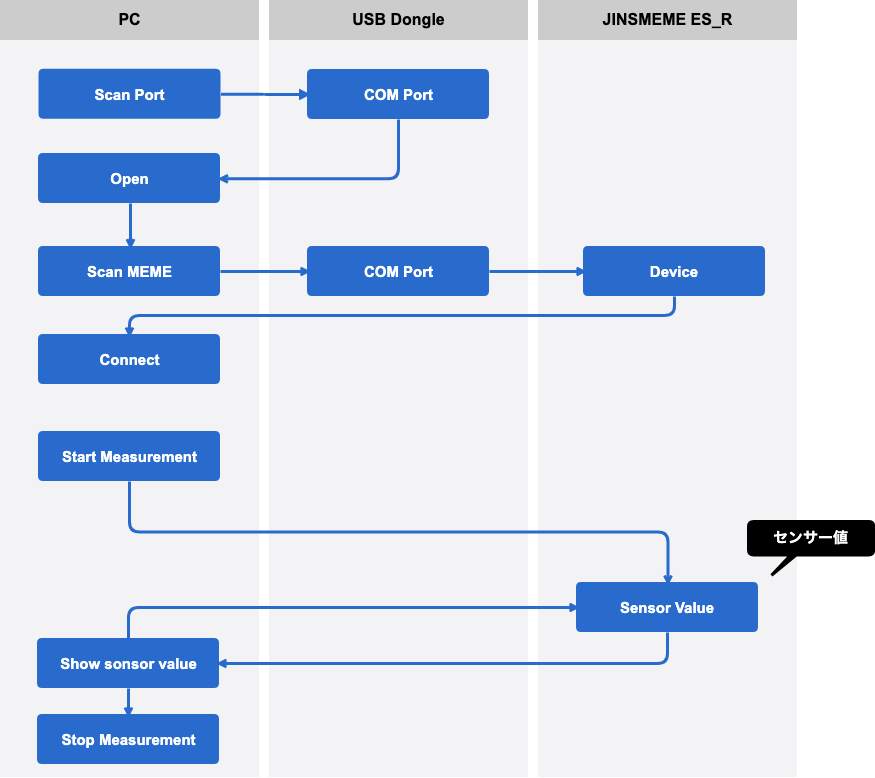 PC
USB Dongle
JINSMEME ES_R
Scan Port
COM Port
Open
Scan MEME
COM Port
Device
Connect
Start Measurement
センサー値
Sensor Value
Show sonsor value
Stop Measurement